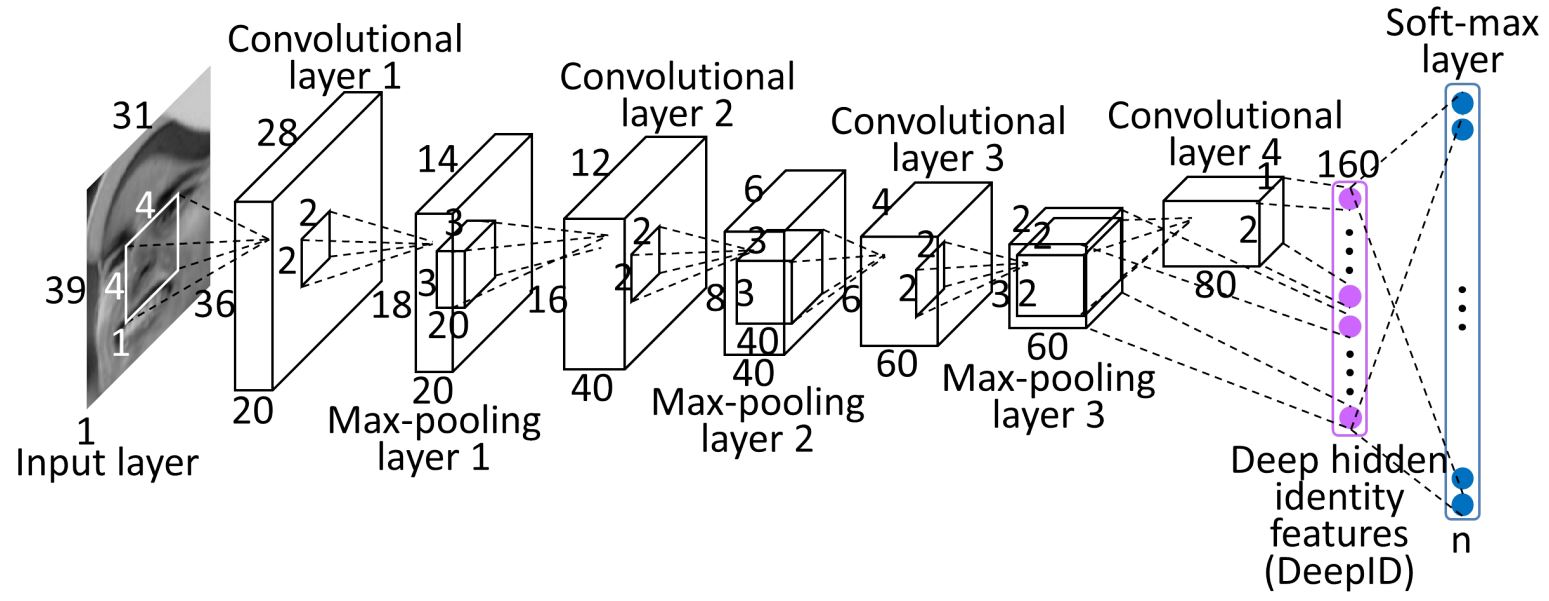 Soft-max
layer
Convolutional
layer 1
Convolutional
layer 2
Convolutional
layer 3
Convolutional
layer 4
31
28
14
12
6
4
2
1
160
4
4
1
39
1
Input layer
2
2
36
20
3
3
20
18
20
Max-pooling
layer 1
2
2
16
40
3
3
40
8
40
Max-pooling
layer 2
2
2
6
60
2
2
3
60
Max-pooling
layer 3
2
80
Deep hidden
identity
features
(DeepID)
n